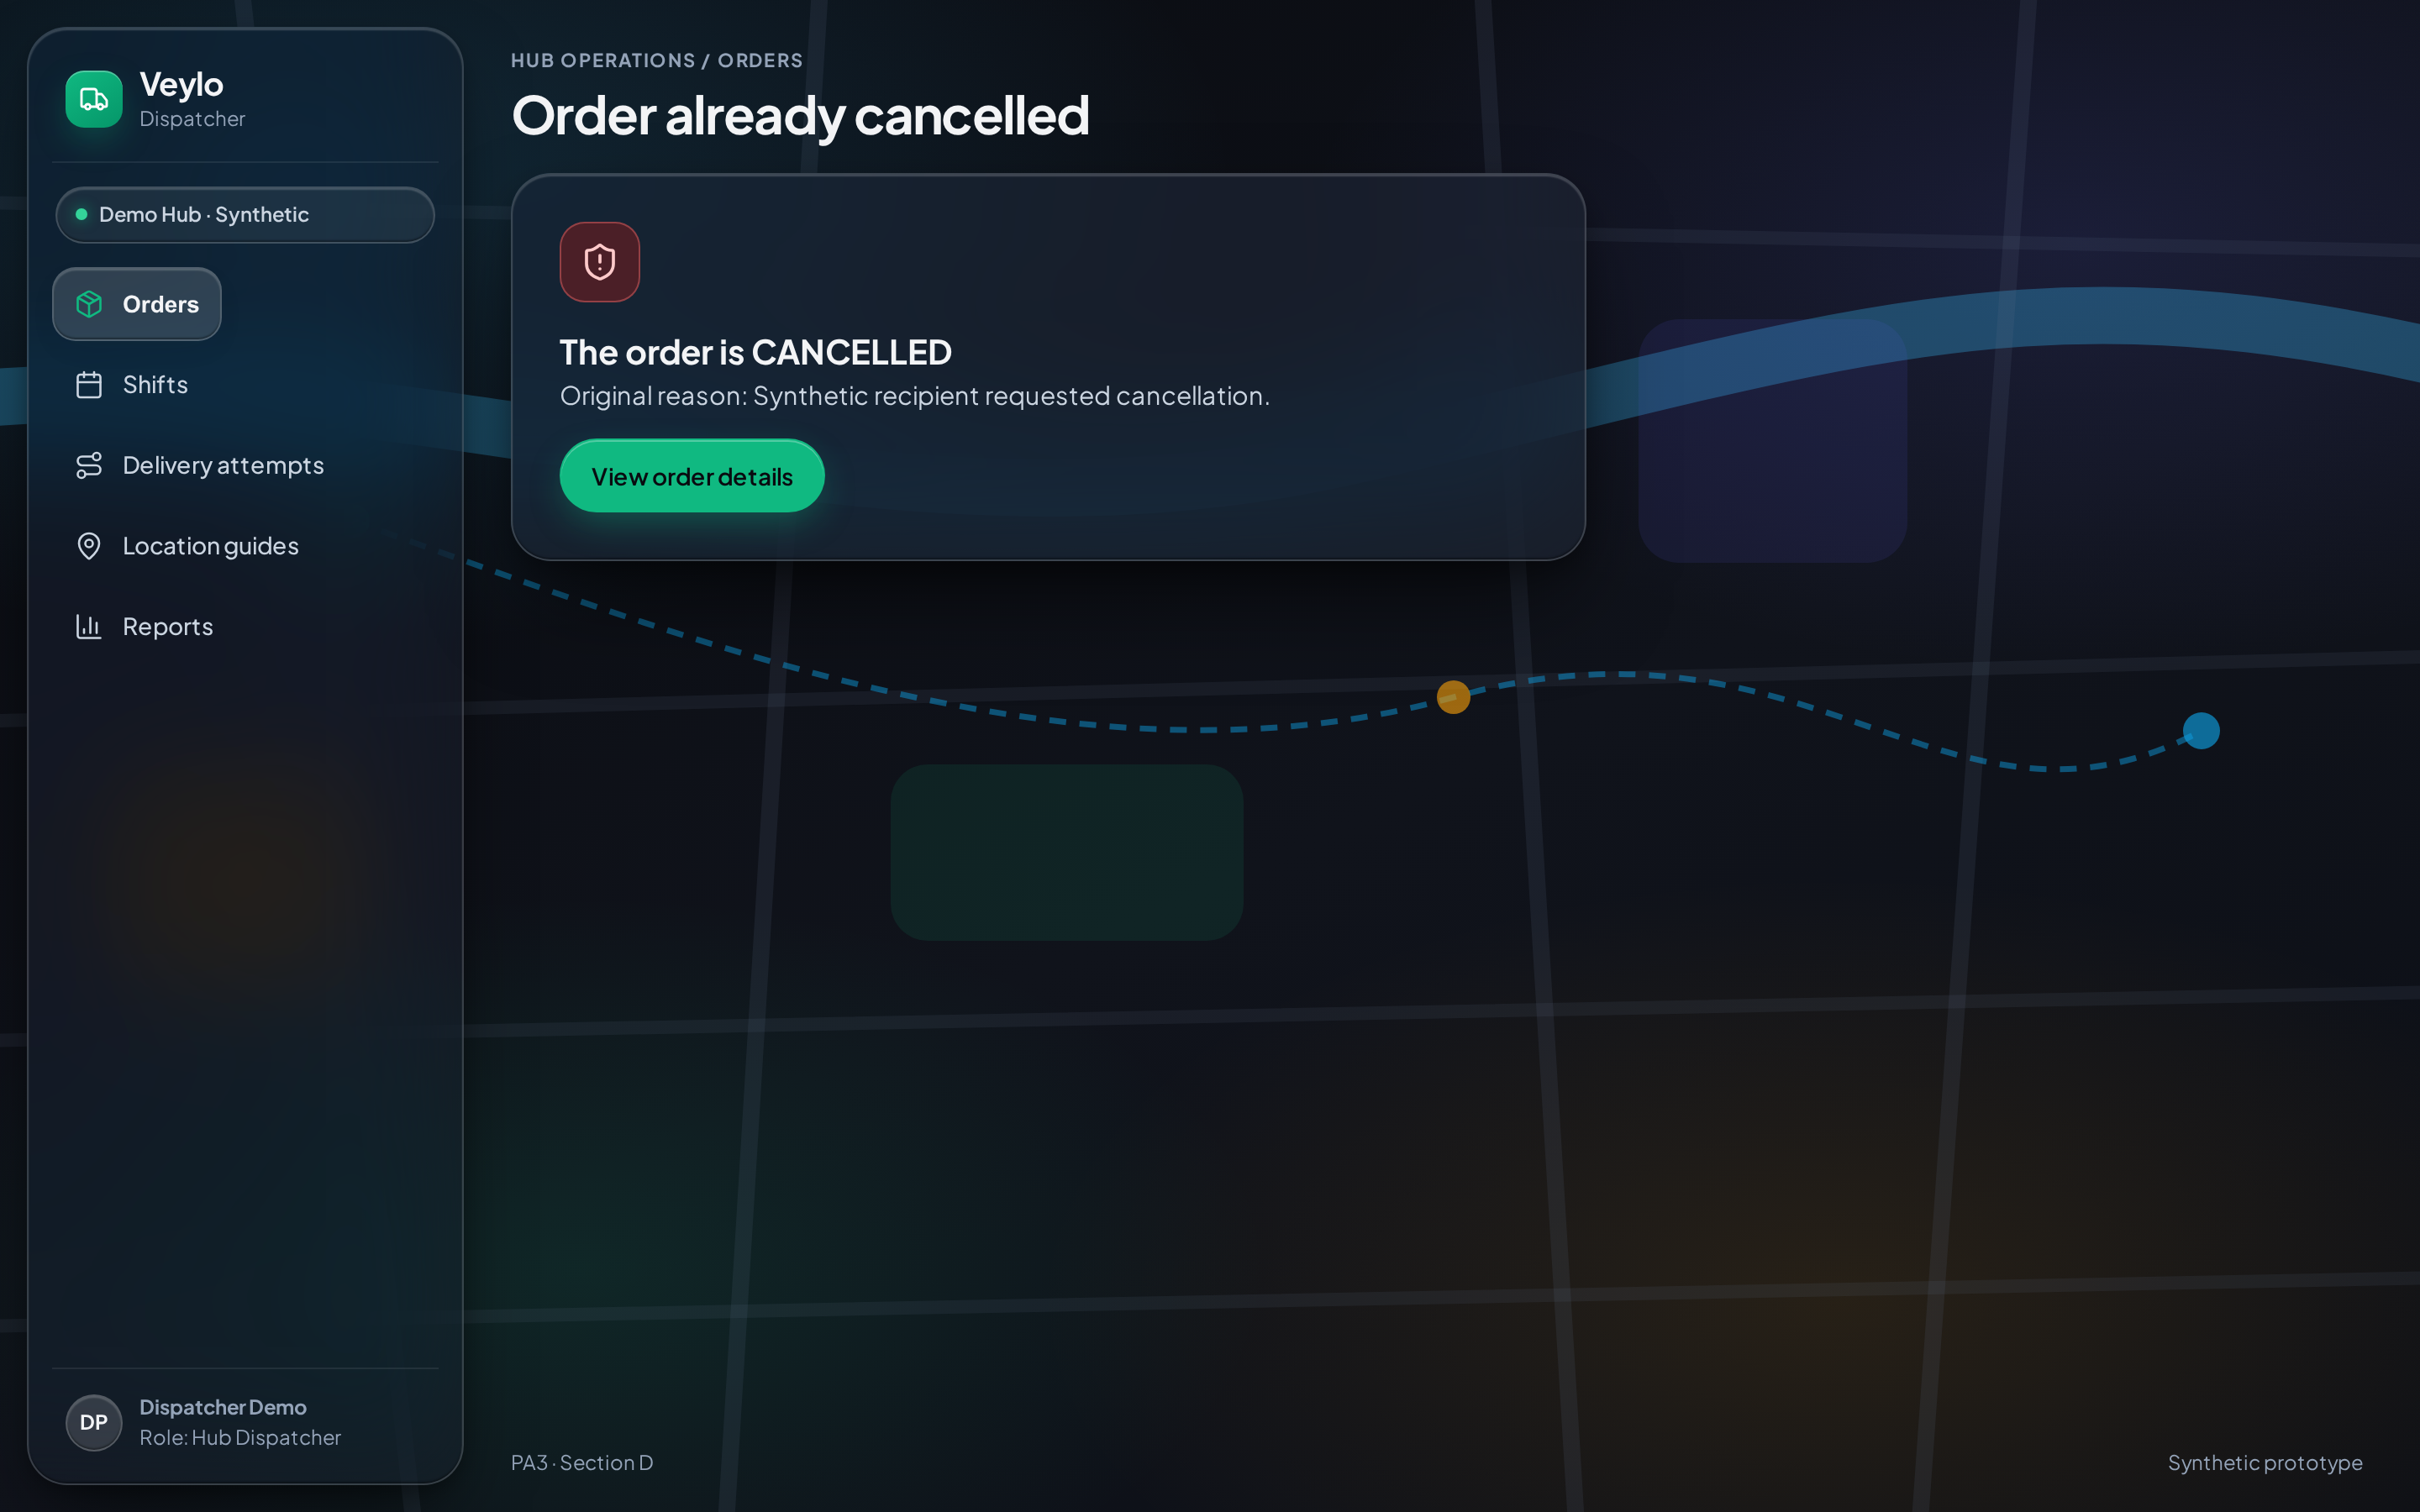 Veylo
Dispatcher
Demo Hub · Synthetic
Orders
Shifts
Delivery attempts
Location guides
Reports
DP
Dispatcher Demo
Role: Hub Dispatcher
HUB OPERATIONS / ORDERS
Order already cancelled
The order is CANCELLED
Original reason: Synthetic recipient requested cancellation.
View order details
PA3 · Section D
Synthetic prototype